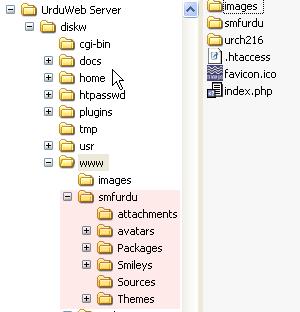 UrduWeb Server
diskw
cgi-bin
docs
home
htpasswd
plugins
tmp
usr
www
images
smfurdu
attachments
avatars
Packages
Smileys
Sources
Themes
images
smfurdu
urch216
.htaccess
favicon.ico
index.php